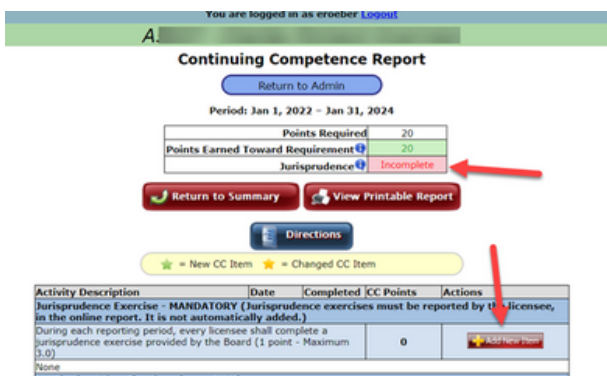 You are logged in as eroeber Logout
A
Continuing Competence Report
Return to Admin
Period: Jan 1, 2022 - Jan 31, 2024
Points Required 20
Points Earned Toward Requirement 20
Jurisprudence Incomplete
Return to Summary View Printable Report
Directions
= New CC Item = Changed CC Item
Activity Description Date Completed CC Points Actions
Jurisprudence Exercise - MANDATORY (Jurisprudence exercises must be reported by the licensee,
in the online report. It is not automatically added.)
During each reporting period, every licensee shall complete a
jurisprudence exercise provided by the Board (1 point - Maximum 0 Add New Item
3.0)
None